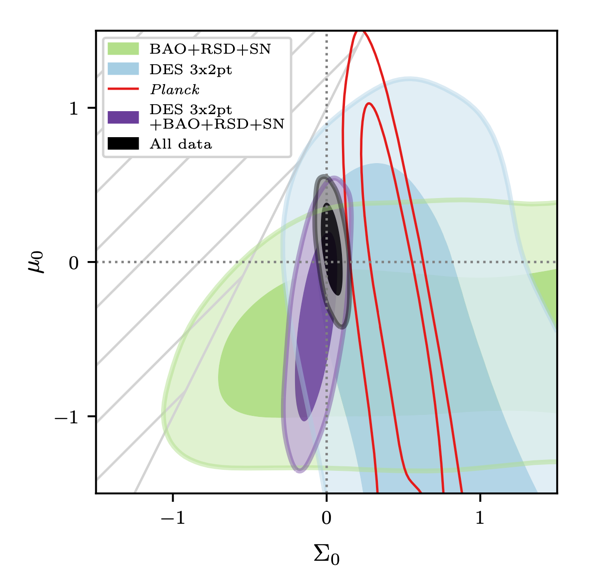 BAO+RSD+SN
DES 3x2pt
Planck
DES 3x2pt
+BAO+RSD+SN
All data
1
0
−1
μ0
−1
0
1
Σ0